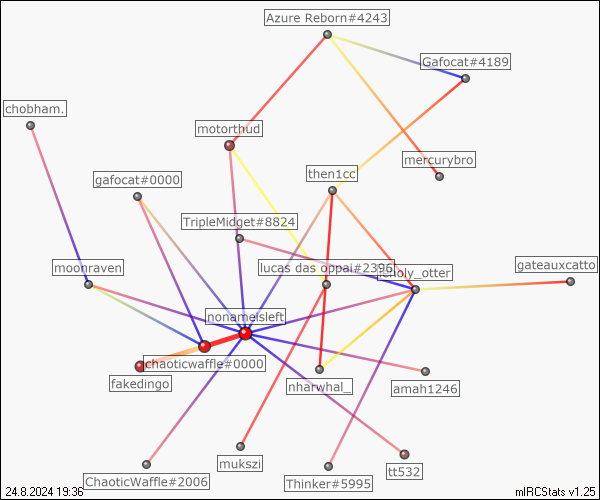 Azure Reborn#4243
Gafocat#4189
chobham.
motorthud
mercurybro
then1cc
gafocat#0000
TripleMidget#8824
moonraven
lucas das oppai#2396
gateauxcatto
nonameisleft
chaoticwaffle#0000
fakedingo
nharwhal_
amah1246
mukszi
tt532
ChaoticWaffle#2006
Thinker#5995
24.8.2024 19:36
mIRCStats v1.25